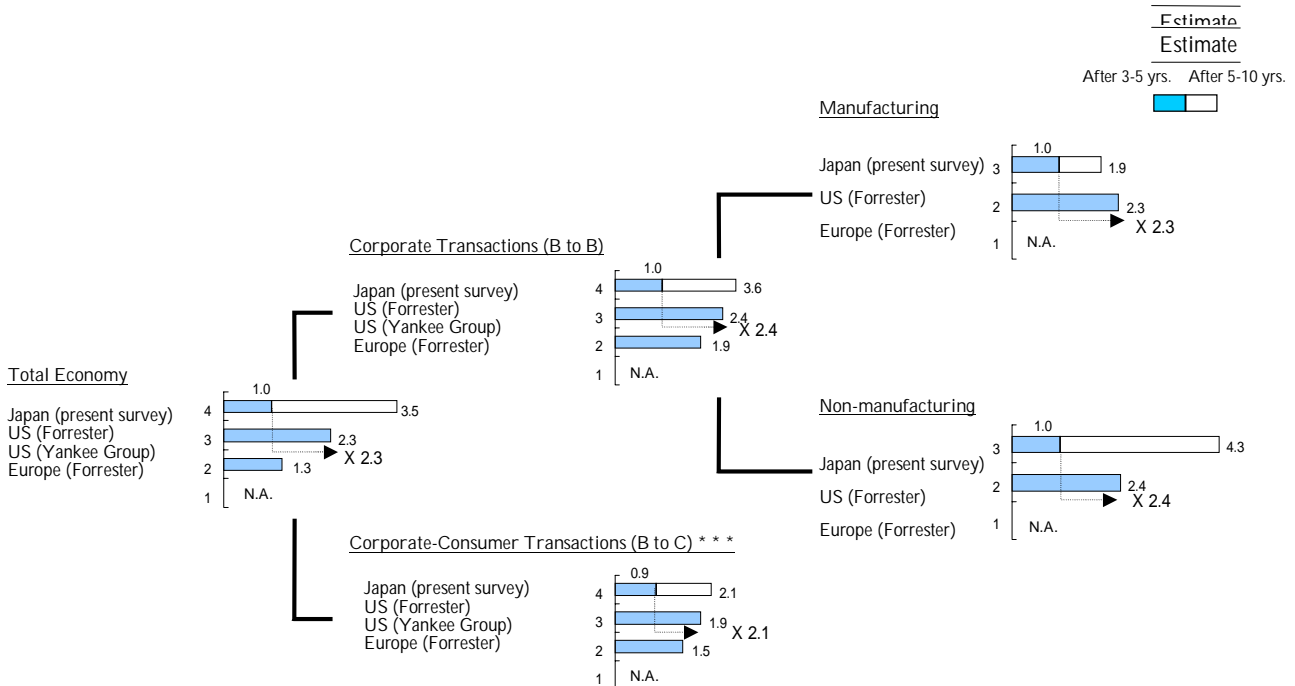 Estimate
Estimate
After 3-5 yrs. After 5-10 yrs.
Manufacturing
Japan (present survey)
US (Forrester)
Europe (Forrester)
3
2
1
1.0
1.9
2.3
X 2.3
N.A.
Corporate Transactions (B to B)
Japan (present survey)
US (Forrester)
US (Yankee Group)
Europe (Forrester)
4
3
2
1
1.0
3.6
2.4
X 2.4
1.9
N.A.
Total Economy
Japan (present survey)
US (Forrester)
US (Yankee Group)
Europe (Forrester)
4
3
2
1
1.0
3.5
2.3
X 2.3
1.3
N.A.
Non-manufacturing
Japan (present survey)
US (Forrester)
Europe (Forrester)
3
2
1
1.0
4.3
2.4
X 2.4
N.A.
Corporate-Consumer Transactions (B to C) * * *
Japan (present survey)
US (Forrester)
US (Yankee Group)
Europe (Forrester)
4
3
2
1
0.9
2.1
1.9
X 2.1
1.5
N.A.